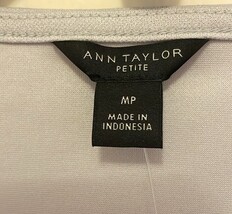 ANN TAYLOR
PETITE
MP
MADE IN
INDONESIA